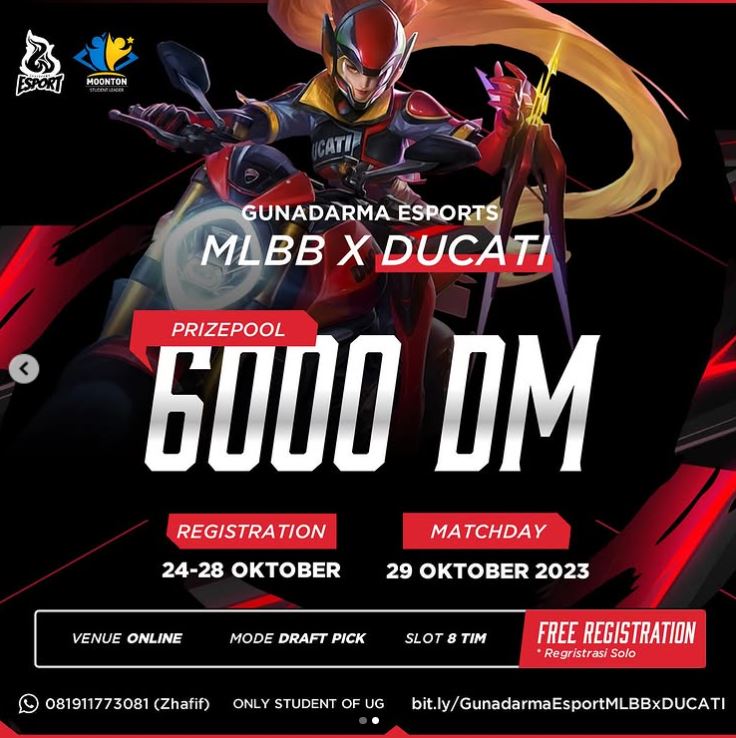 ESPORT
MOONTON
STUDENT LEADER
DUCATI
GUNADARMA ESPORTS
MLBB X DUCATI
PRIZEPOOL
6000 DM
REGISTRATION
24-28 OKTOBER
MATCHDAY
29 OKTOBER 2023
VENUE ONLINE
MODE DRAFT PICK
SLOT 8 TIM
FREE REGISTRATION
* Regristrasi Solo
081911773081 (Zhafif)
ONLY STUDENT OF UG
bit.ly/GunadarmaEsportMLBBxDUCATI